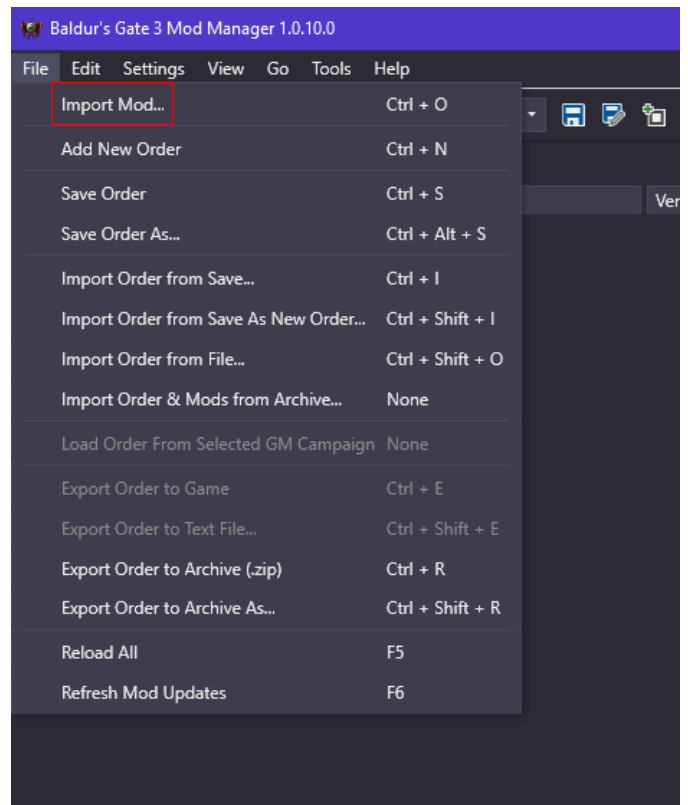 Baldur's Gate 3 Mod Manager 1.0.10.0
File Edit Settings View Go Tools Help
Import Mod... Ctrl + O
Add New Order Ctrl + N
Save Order Ctrl + S
Save Order As... Ctrl + Alt + S
Ver
Import Order from Save... Ctrl + I
Import Order from Save As New Order... Ctrl + Shift + I
Import Order from File... Ctrl + Shift + O
Import Order & Mods from Archive... None
Load Order From Selected GM Campaign None
Export Order to Game Ctrl + E
Export Order to Text File... Ctrl + Shift + E
Export Order to Archive (.zip) Ctrl + R
Export Order to Archive As... Ctrl + Shift + R
Reload All F5
Refresh Mod Updates F6